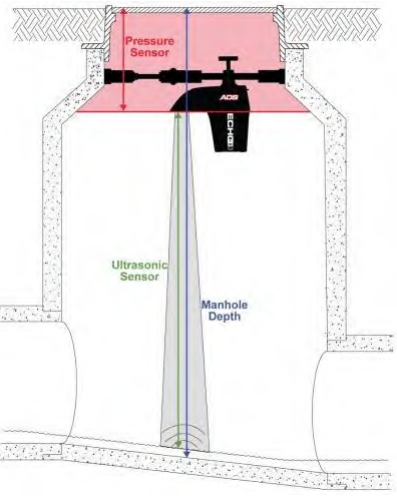 Pressure
Sensor
ADS
ECHO
Ultrasonic
Sensor
Manhole
Depth